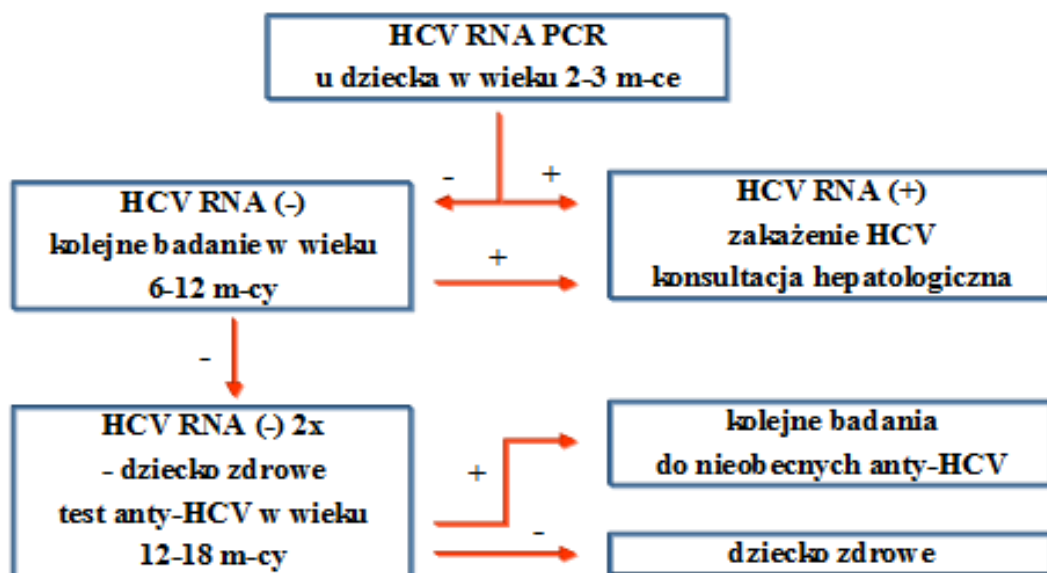 HCV RNA PCR
u dziecka w wieku 2-3 m-ce
-
+
HCV RNA (-)
kolejne badanie w wieku
6-12 m-cy
HCV RNA (+)
zakażenie HCV
konsultacja hepatologiczna
+
-
HCV RNA (-) 2x
- dziecko zdrowe
test anty-HCV w wieku
12-18 m-cy
+
kolejne badania
do nieobecnych anty-HCV
-
dziecko zdrowe